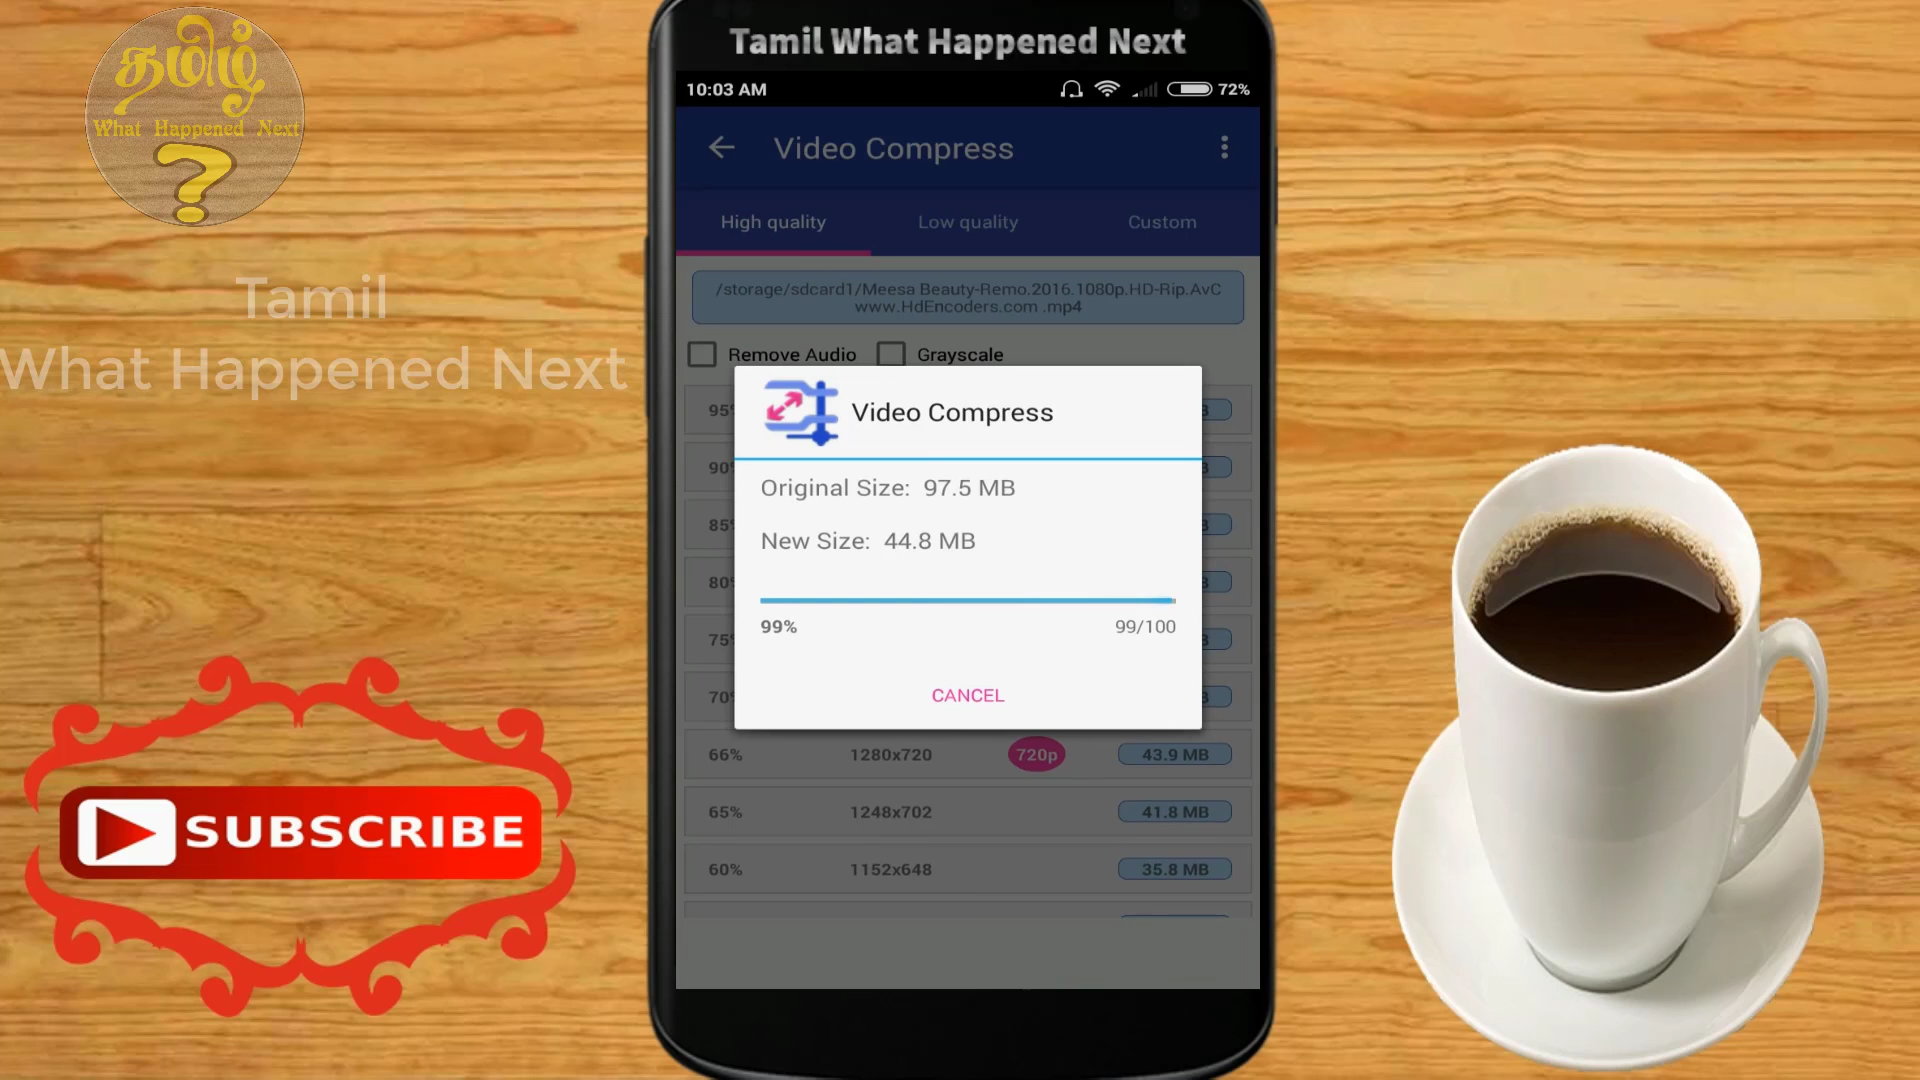 தமிழ்
What Happened Next
?
Tamil
What Happened Next
SUBSCRIBE
Tamil What Happened Next
10:03 AM
72%
Video Compress
High quality
Low quality
Custom
/storage/sdcard1/Meesa Beauty-Remo.2016.1080p.HD-Rip.AvC
www.HdEncoders.com .mp4
Remove Audio
Grayscale
Video Compress
Original Size: 97.5 MB
New Size: 44.8 MB
99%
99/100
CANCEL
66% 1280x720 720p 43.9 MB
65% 1248x702 41.8 MB
60% 1152x648 35.8 MB